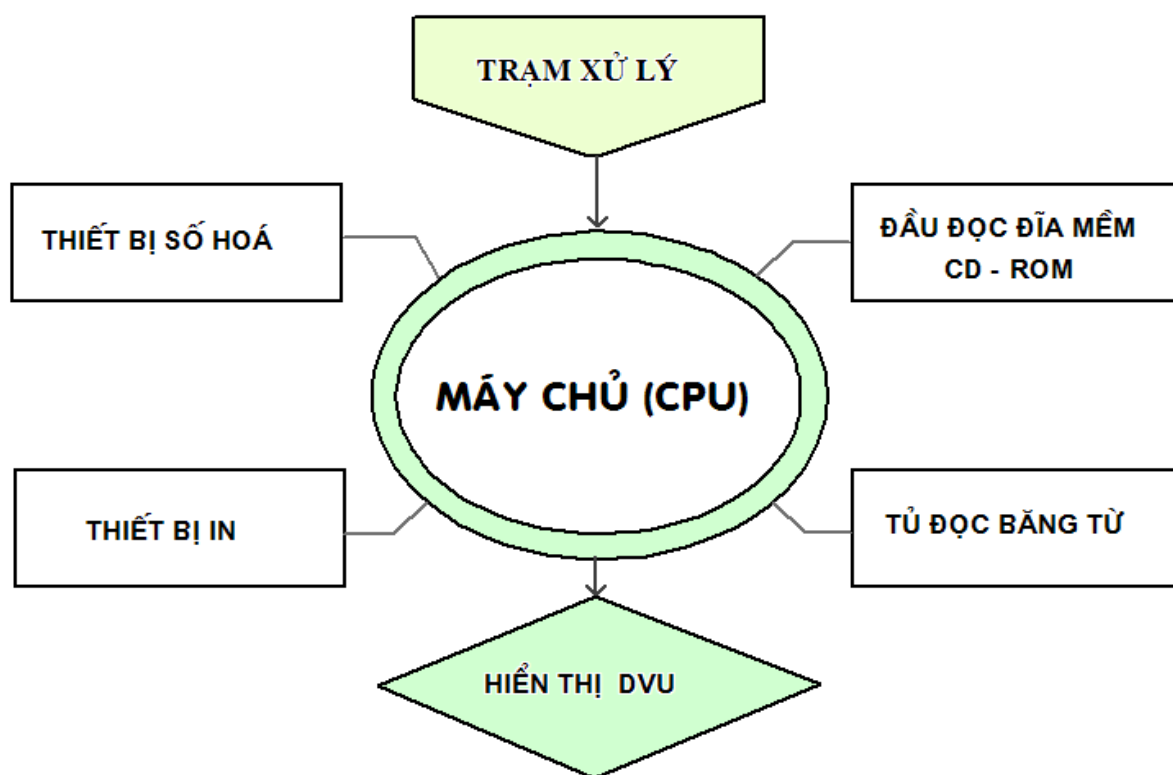 TRẠM XỬ LÝ
THIẾT BỊ SỐ HOÁ
ĐẦU ĐỌC ĐĨA MỀM
CD - ROM
MÁY CHỦ (CPU)
THIẾT BỊ IN
TỦ ĐỌC BĂNG TỪ
HIỂN THỊ DVU